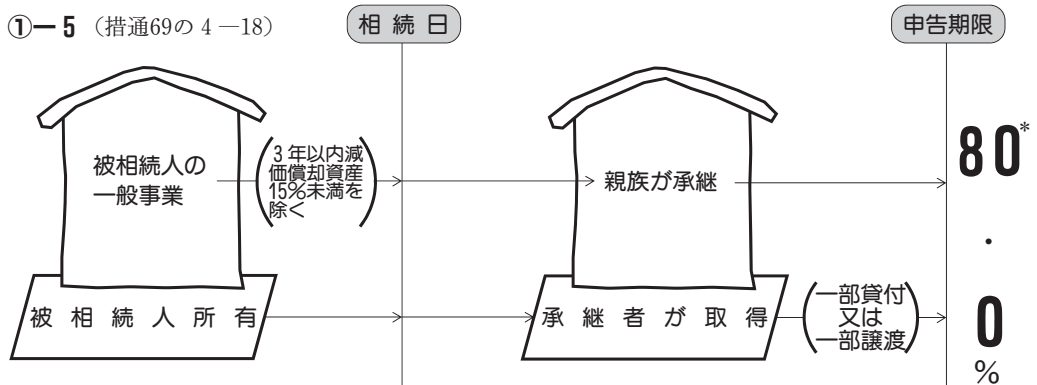 ①ー5 (措通69の4―18)
相続日
申告期限
被相続人の
一般事業
3年以内減
価償却資産
15%未満を
除く
親族が承継
80*
・
0
%
被相続人所有
承継者が取得
一部貸付
又は
一部譲渡